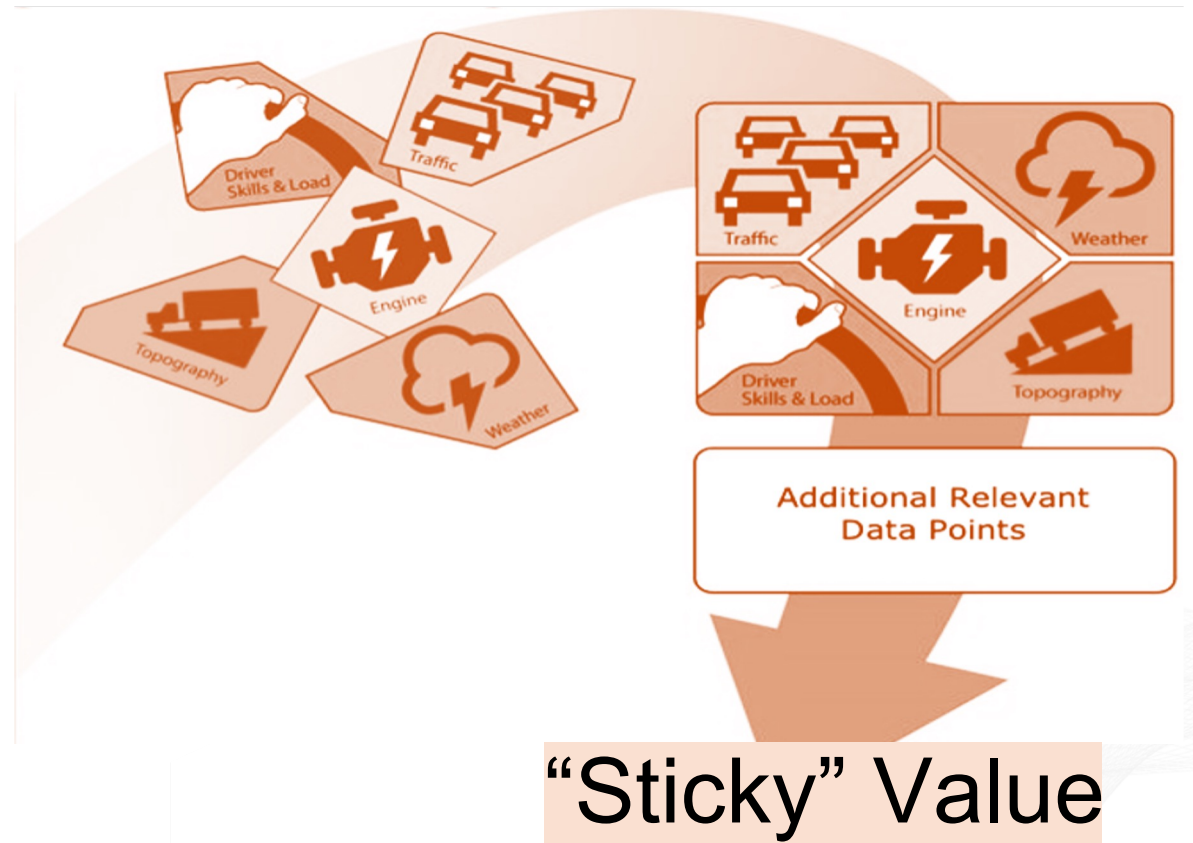 Driver
Skills & Load
Traffic
Engine
Topography
Weather
Traffic
Weather
Engine
Driver
Skills & Load
Topography
Additional Relevant
Data Points
“Sticky” Value